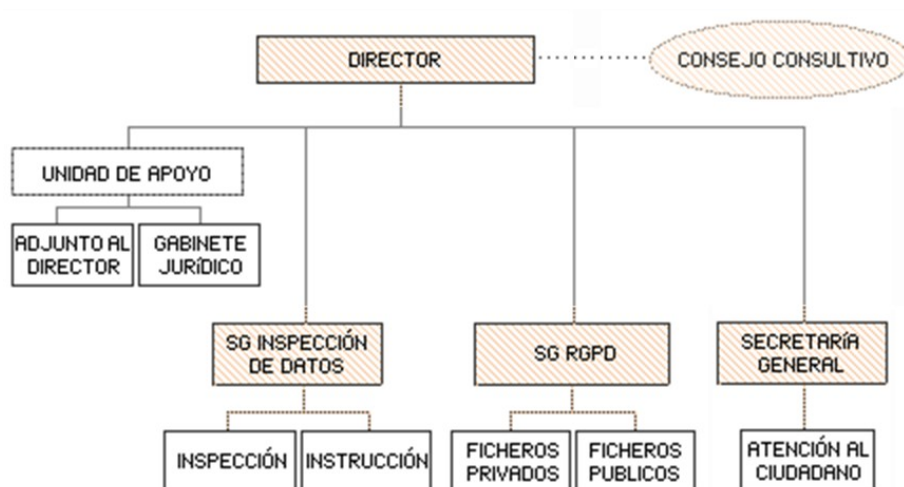 DIRECTOR
CONSEJO CONSULTIVO
UNIDAD DE APOYO
ADJUNTO AL
DIRECTOR
GABINETE
JURÍDICO
SG INSPECCIÓN
DE DATOS
SG RGPD
SECRETARÍA
GENERAL
INSPECCIÓN
INSTRUCCIÓN
FICHEROS
PRIVADOS
FICHEROS
PUBLICOS
ATENCIÓN AL
CIUDADANO